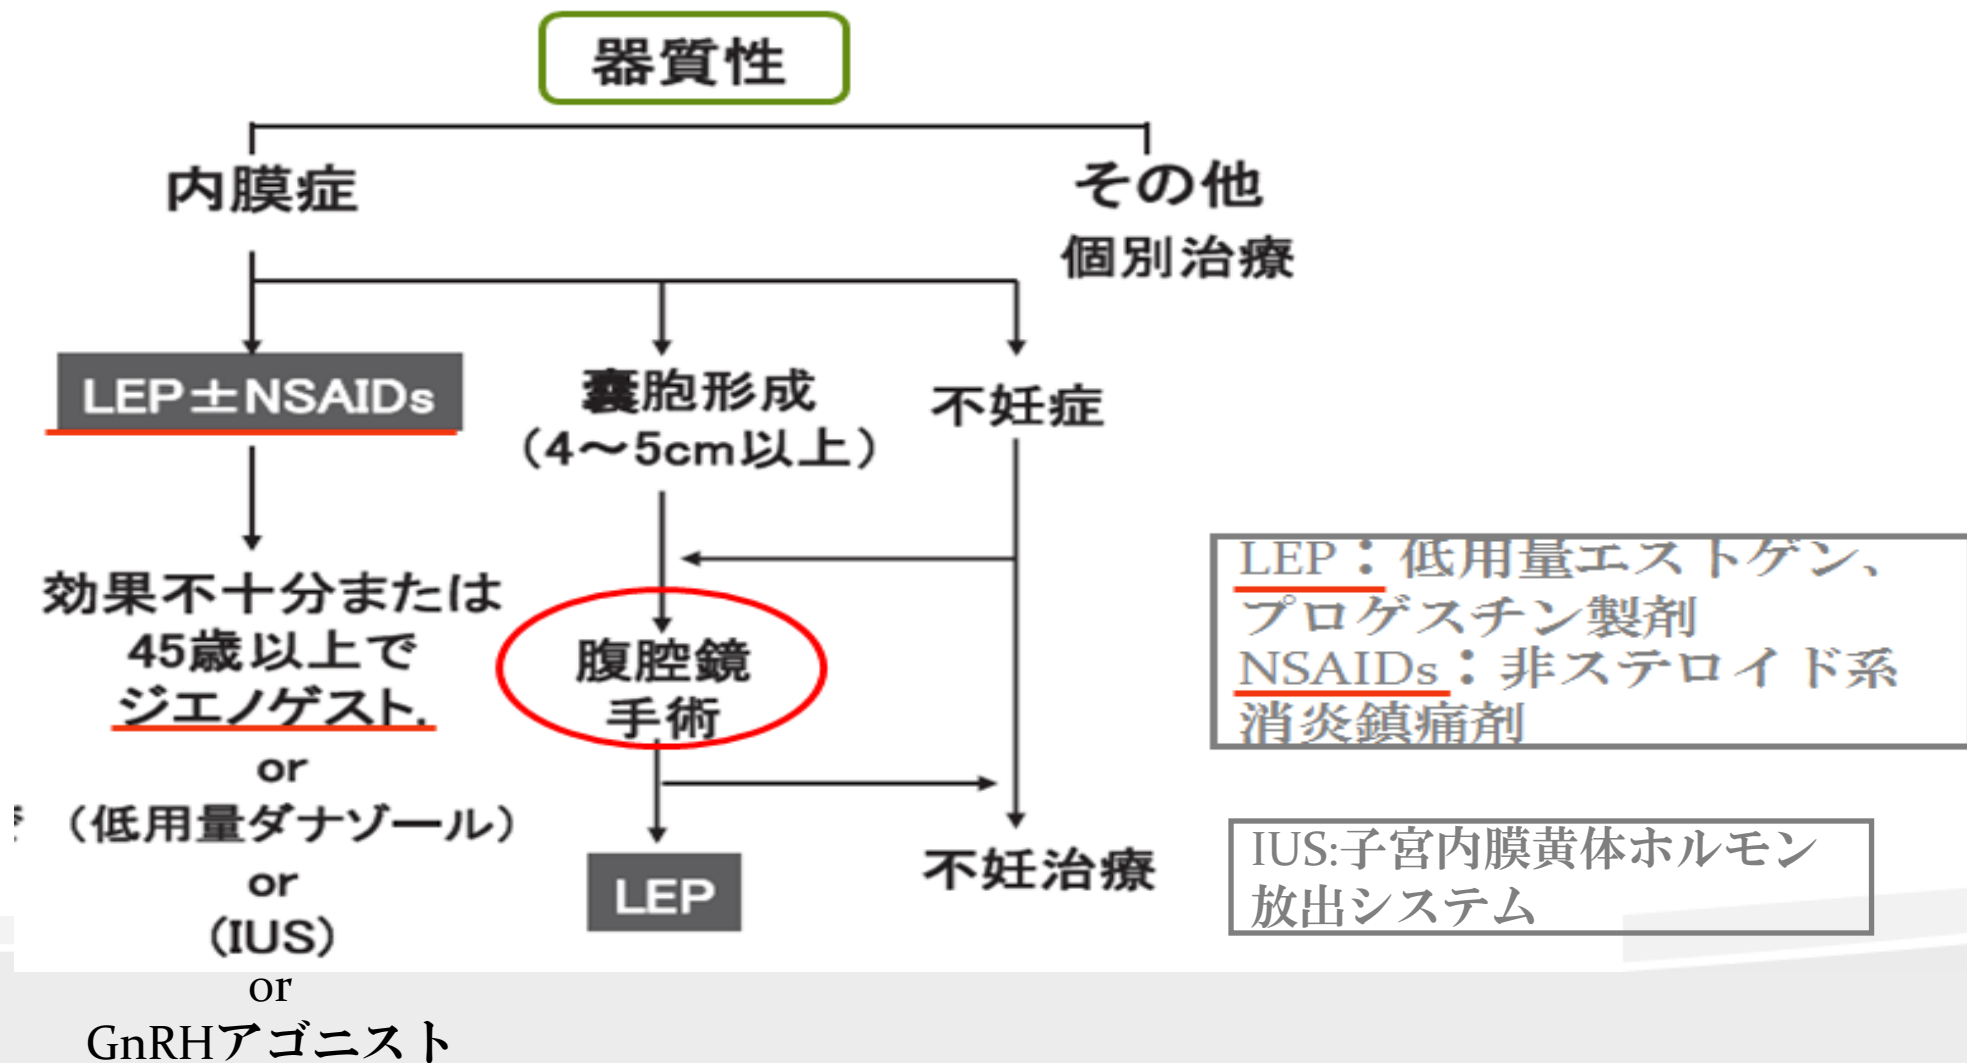 器質性
内膜症
その他
個別治療
LEP±NSAIDs
嚢胞形成
(4〜5cm以上)
不妊症
効果不十分または
45歳以上で
ジエノゲスト.
or
(低用量ダナゾール)
or
(IUS)
or
GnRHアゴニスト
腹腔鏡
手術
LEP
不妊治療
LEP：低用量エストゲン、
プロゲスチン製剤
NSAIDs：非ステロイド系
消炎鎮痛剤
IUS:子宮内膜黄体ホルモン
放出システム